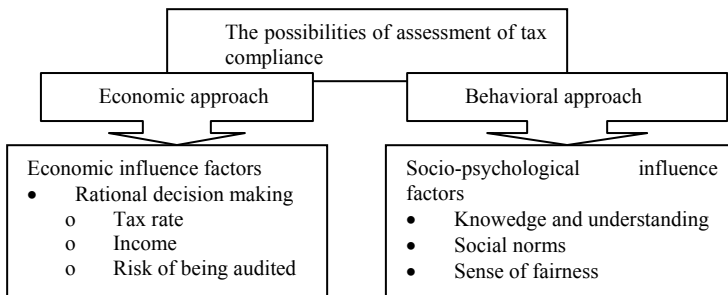 The possibilities of assessment of tax
compliance
Economic approach
Behavioral approach
Economic influence factors
• Rational decision making
o Tax rate
o Income
o Risk of being audited
Socio-psychological influence
factors
• Knowedge and understanding
• Social norms
• Sense of fairness